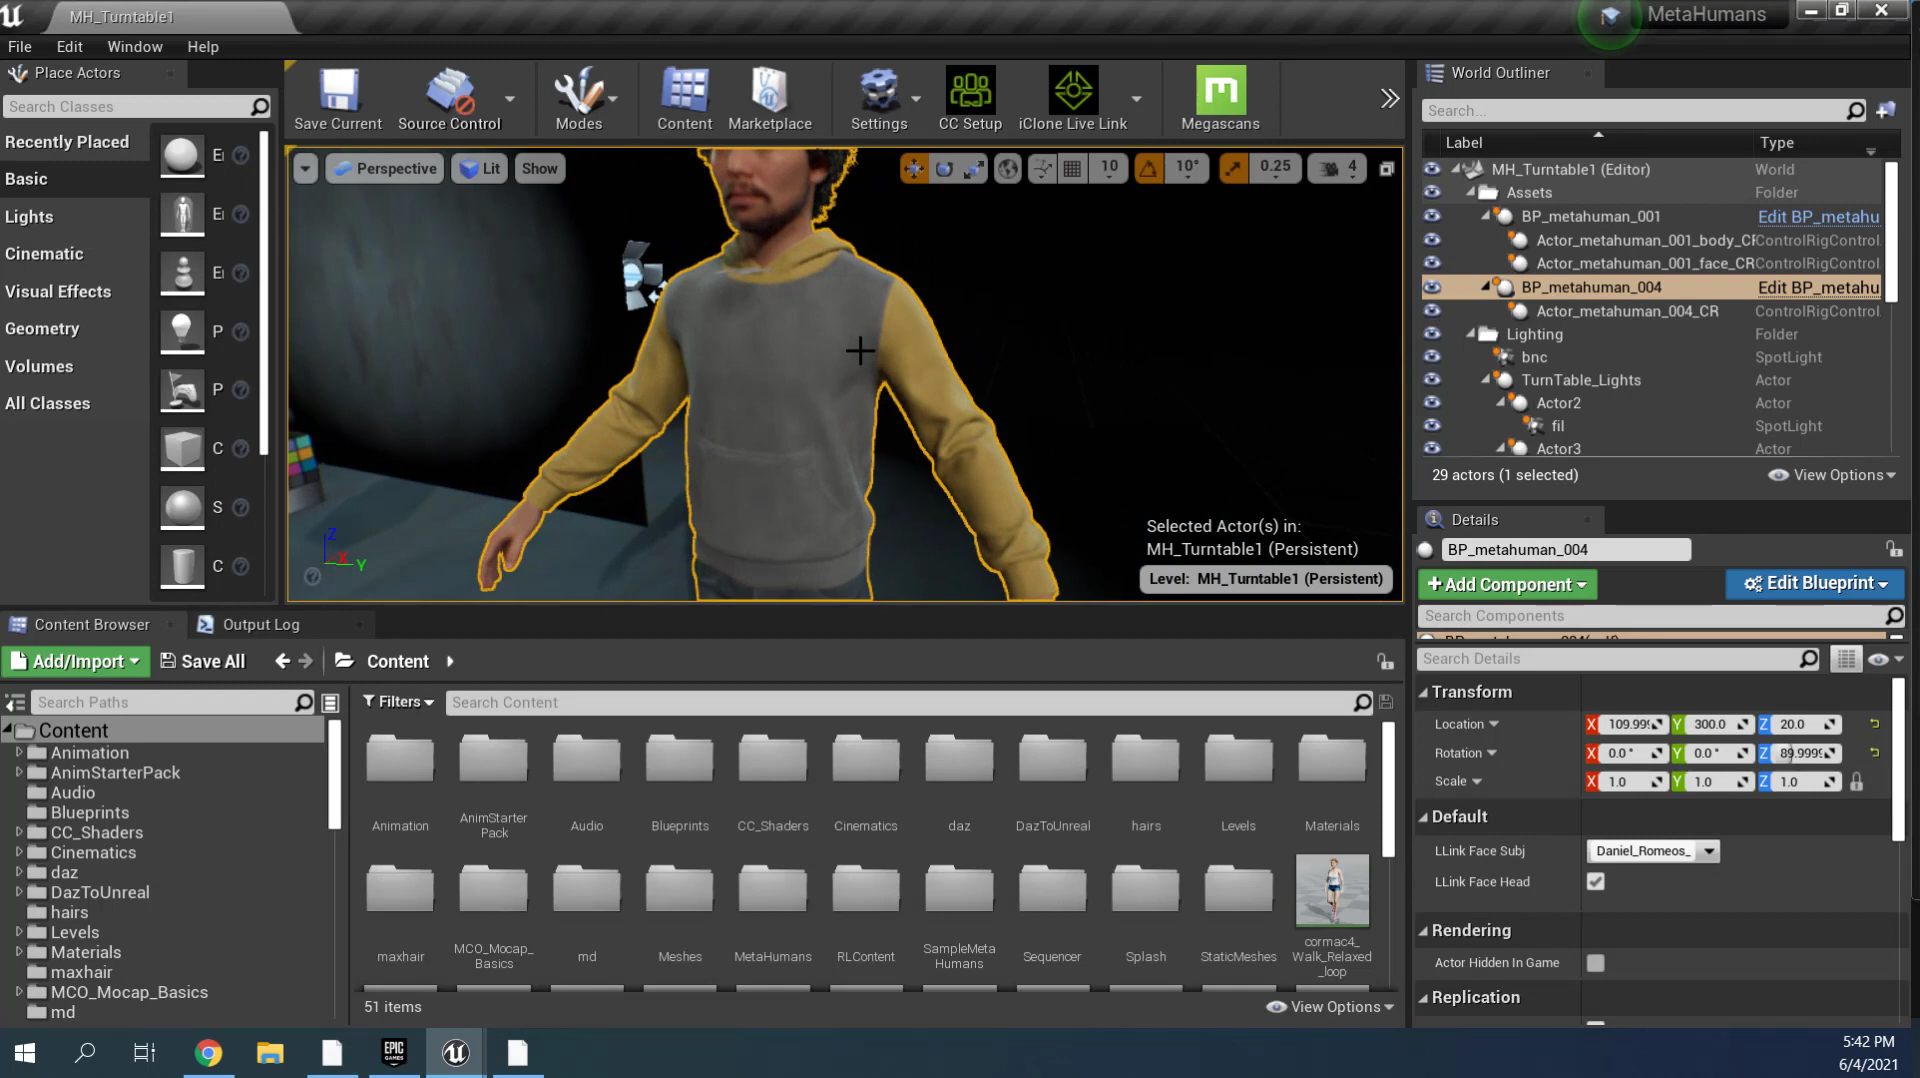 MH_Turntable1
MetaHumans
File Edit Window Help
Place Actors
Search Classes
Recently Placed
Basic
Lights
Cinematic
Visual Effects
Geometry
Volumes
All Classes
P
P
C
S
C
Save Current
Source Control
Modes
Content
Marketplace
Settings
CC Setup
iClone Live Link
Megascans
Perspective
Lit
Show
10
10°
0.25
4
Z
X
Y
Selected Actor(s) in:
MH_Turntable1 (Persistent)
Level: MH_Turntable1 (Persistent)
World Outliner
Search...
Label Type
MH_Turntable1 (Editor) World
Assets Folder
BP_metahuman_001 Edit BP_metahu
Actor_metahuman_001_body_CR ControlRigControl
Actor_metahuman_001_face_CR ControlRigControl
BP_metahuman_004 Edit BP_metahu
Actor_metahuman_004_CR ControlRigControl
Lighting Folder
bnc SpotLight
TurnTable_Lights Actor
Actor2 Actor
fil SpotLight
Actor3 Actor
29 actors (1 selected)
View Options
Details
BP_metahuman_004
Add Component
Edit Blueprint
Search Components
Search Details
Transform
Location X 109.999 Y 300.0 Z 20.0
Rotation X 0.0 ° Y 0.0 ° Z 89.9999
Scale X 1.0 Y 1.0 Z 1.0
Default
LLink Face Subj Daniel_Romeos_
LLink Face Head
Rendering
Actor Hidden In Game
Replication
Content Browser
Output Log
Add/Import
Save All
Content
Search Paths
Filters
Search Content
Content
Animation
AnimStarterPack
Audio
Blueprints
CC_Shaders
Cinematics
daz
DazToUnreal
hairs
Levels
Materials
maxhair
MCO_Mocap_Basics
md
Animation
AnimStarter
Pack
Audio
Blueprints
CC_Shaders
Cinematics
daz
DazToUnreal
hairs
Levels
Materials
maxhair
MCO_Mocap_
Basics
md
Meshes
MetaHumans
RLContent
SampleMeta
Humans
Sequencer
Splash
StaticMeshes
cormac4_
Walk_Relaxed
_loop
51 items
View Options
EPIC
GAMES
5:42 PM
6/4/2021